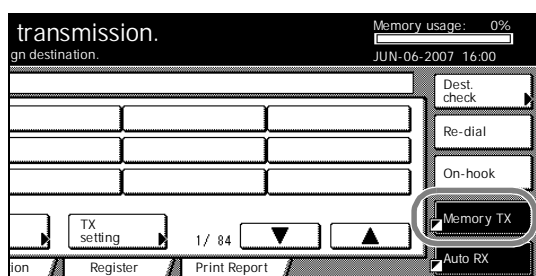 transmission.
gn destination.
Memory usage: 0%
JUN-06-2007 16:00
Dest.
check
Re-dial
On-hook
Memory TX
TX
setting
1/ 84
Auto RX
ion
Register
Print Report